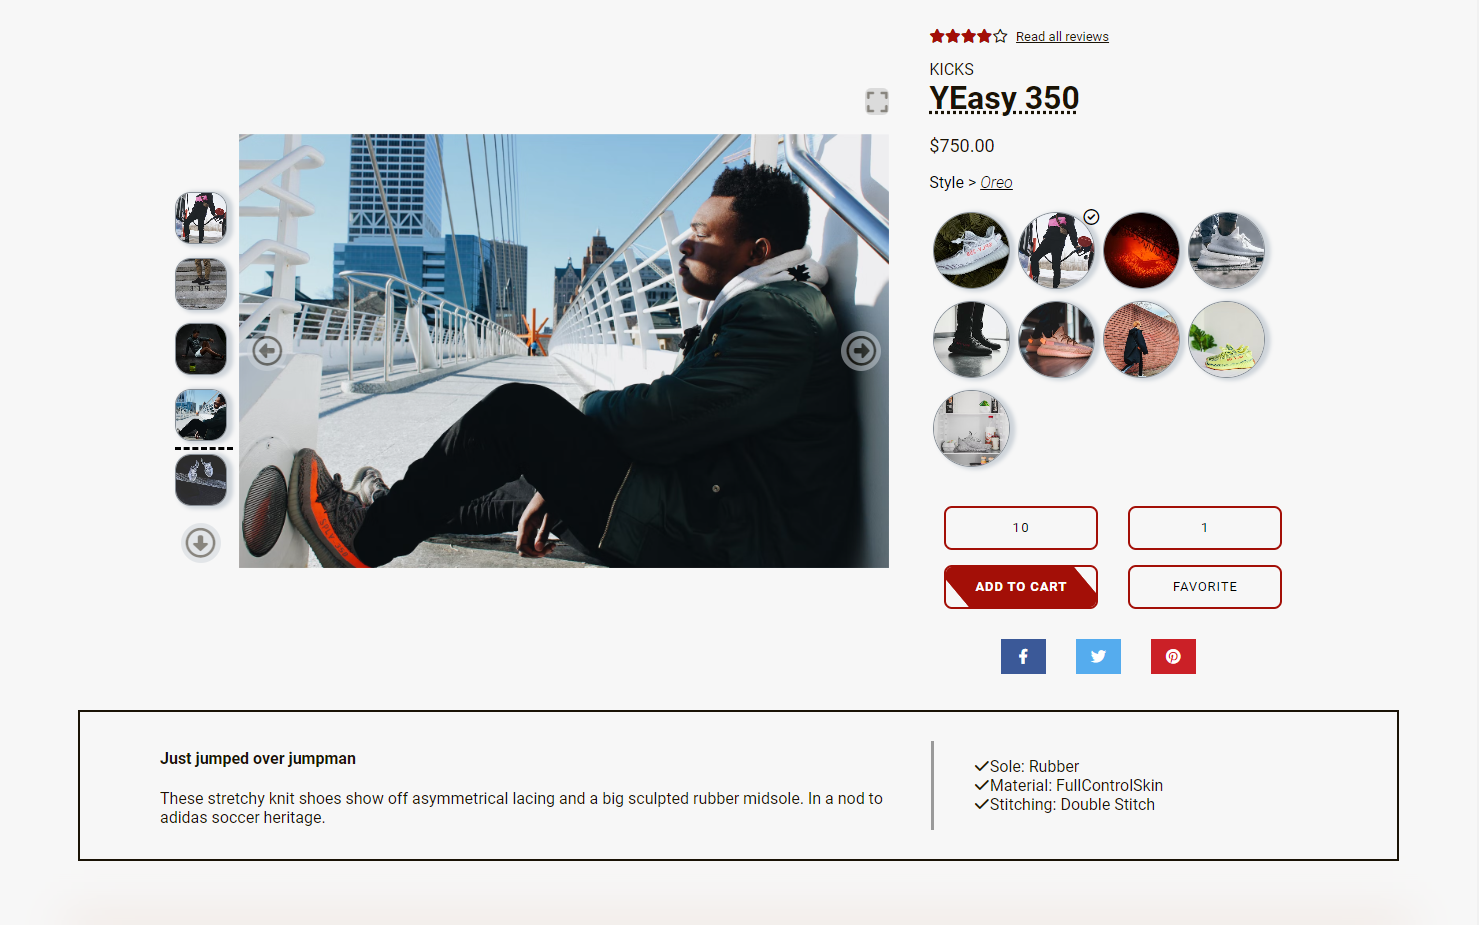 Read all reviews
KICKS
YEasy 350
$750.00
Style > Oreo
10
1
ADD TO CART
FAVORITE
Just jumped over jumpman
These stretchy knit shoes show off asymmetrical lacing and a big sculpted rubber midsole. In a nod to
adidas soccer heritage.
Sole: Rubber
Material: FullControlSkin
Stitching: Double Stitch